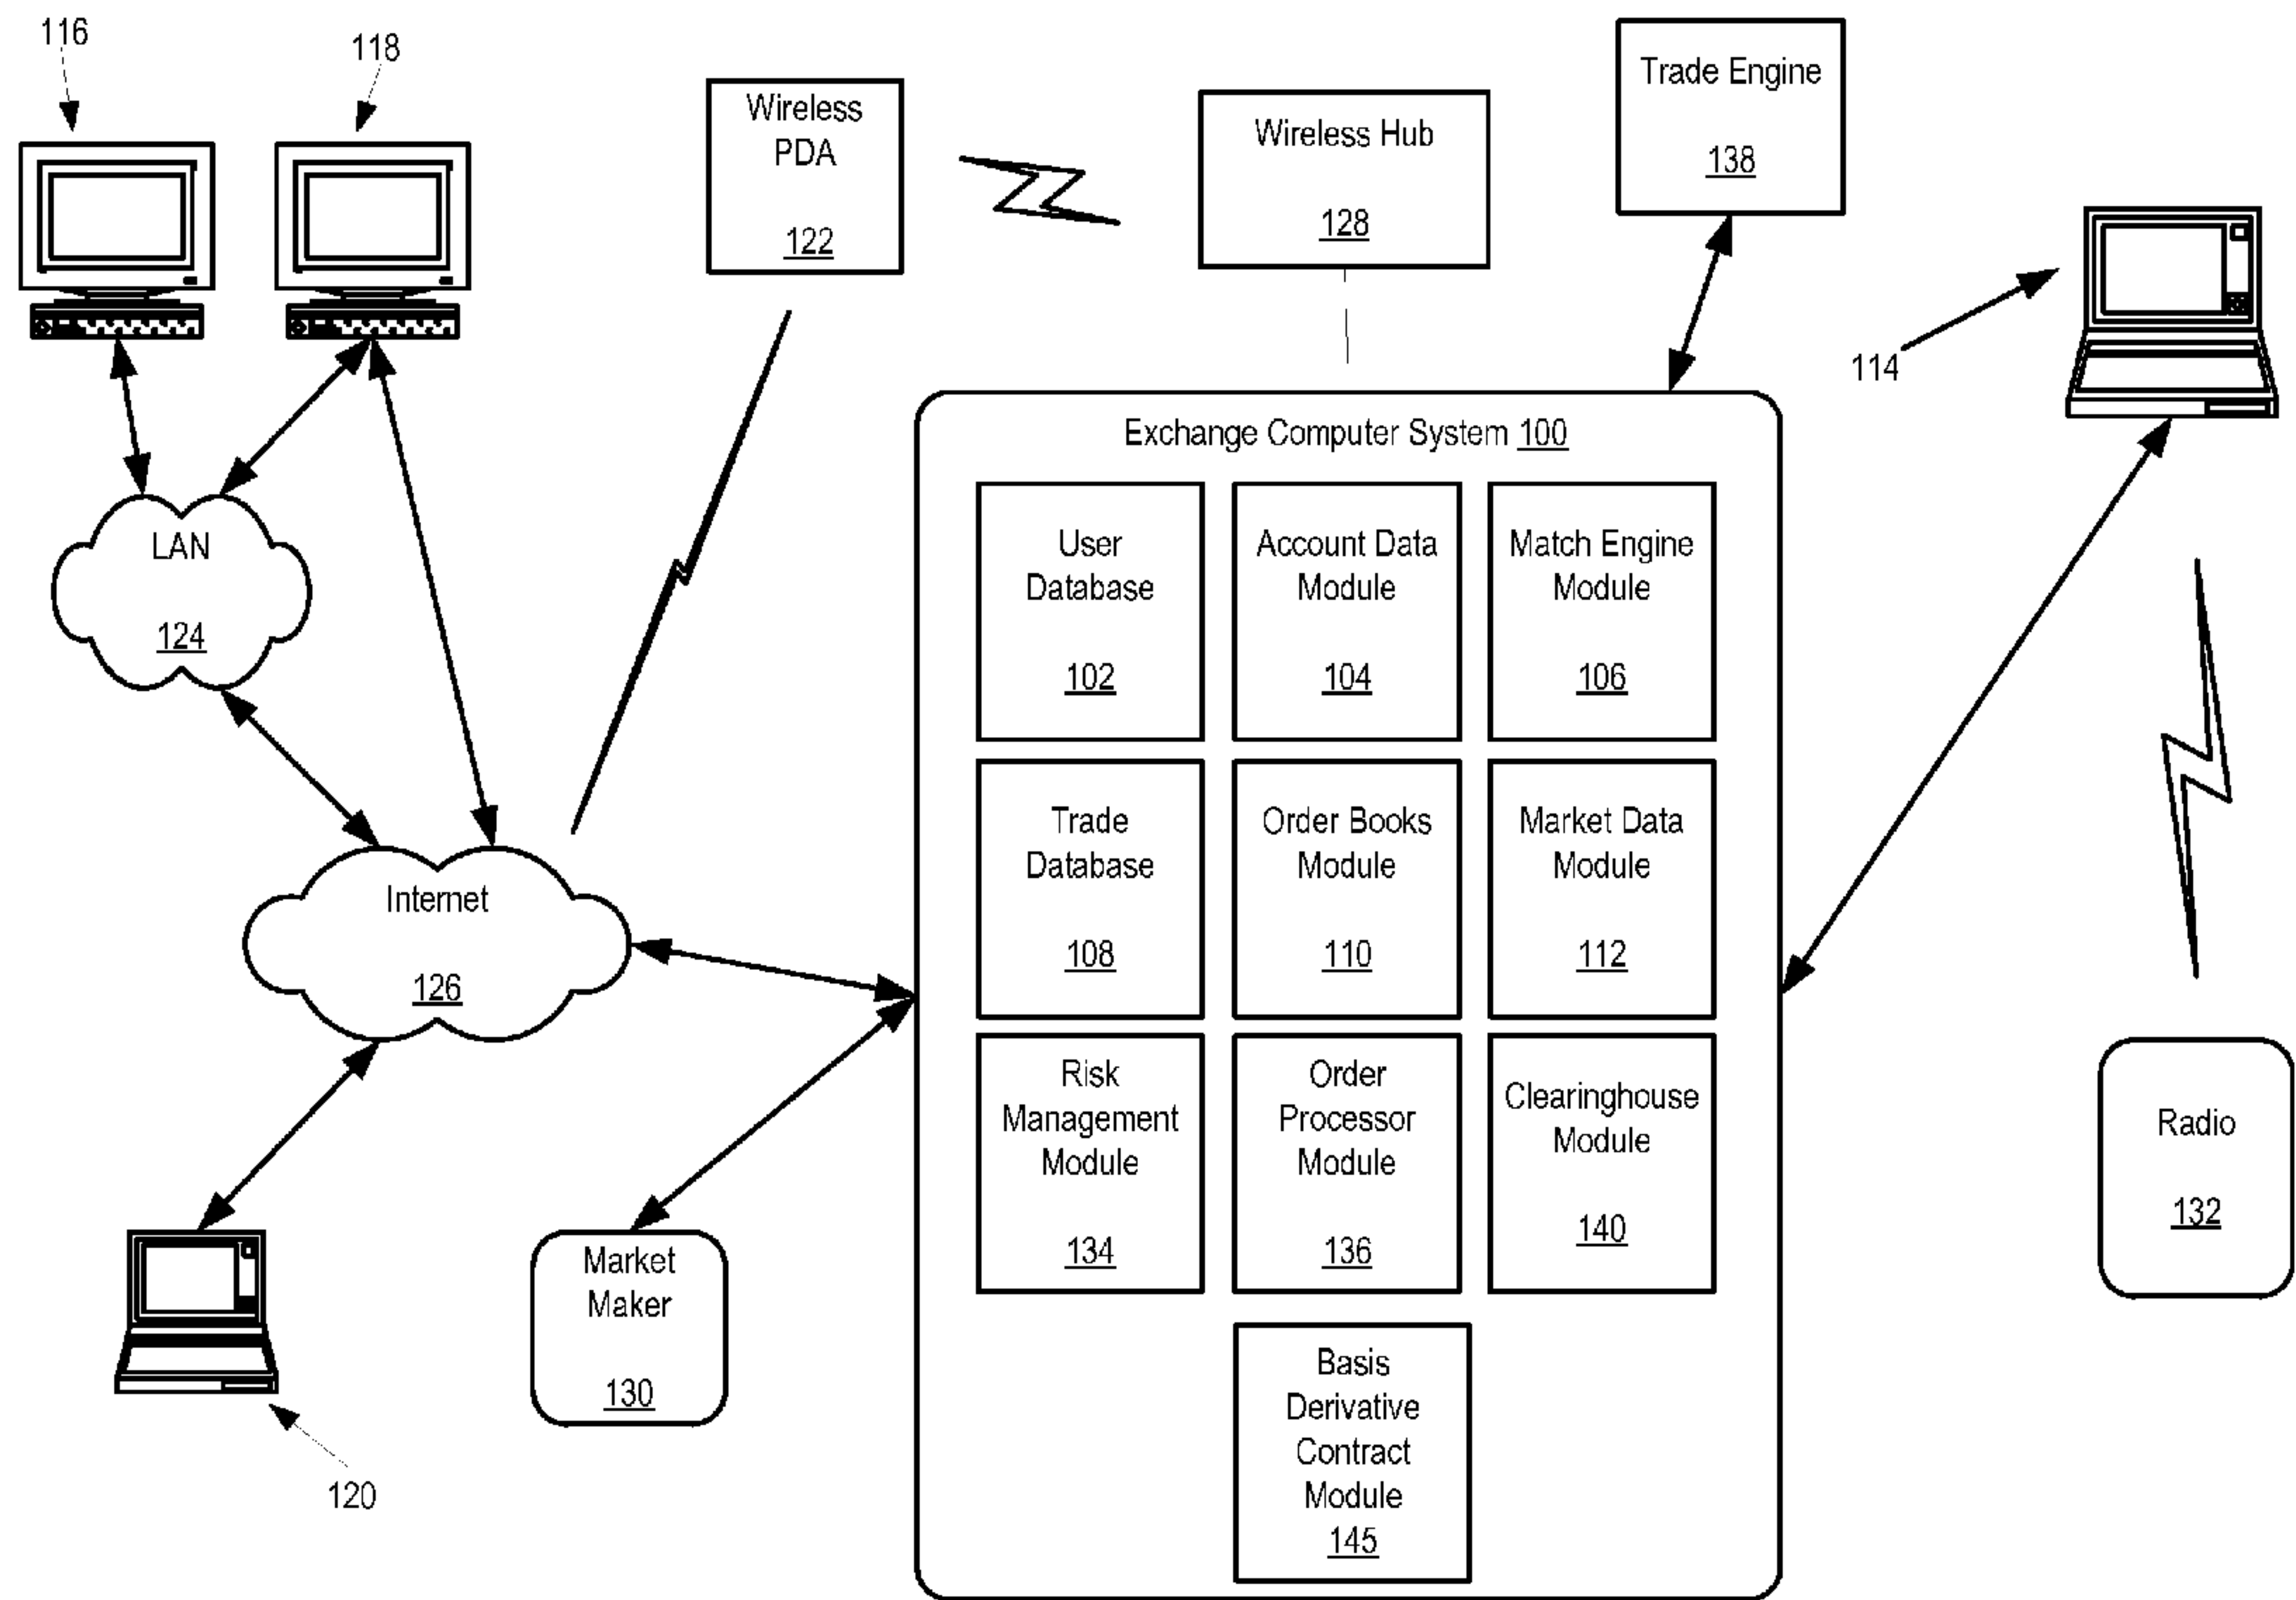 116
118
Wireless
PDA
122
Wireless Hub
128
Trade Engine
138
114
LAN
124
Internet
126
120
Market
Maker
130
Exchange Computer System 100
User
Database
102
Account Data
Module
104
Match Engine
Module
106
Trade
Database
108
Order Books
Module
110
Market Data
Module
112
Risk
Management
Module
134
Order
Processor
Module
136
Clearinghouse
Module
140
Basis
Derivative
Contract
Module
145
Radio
132